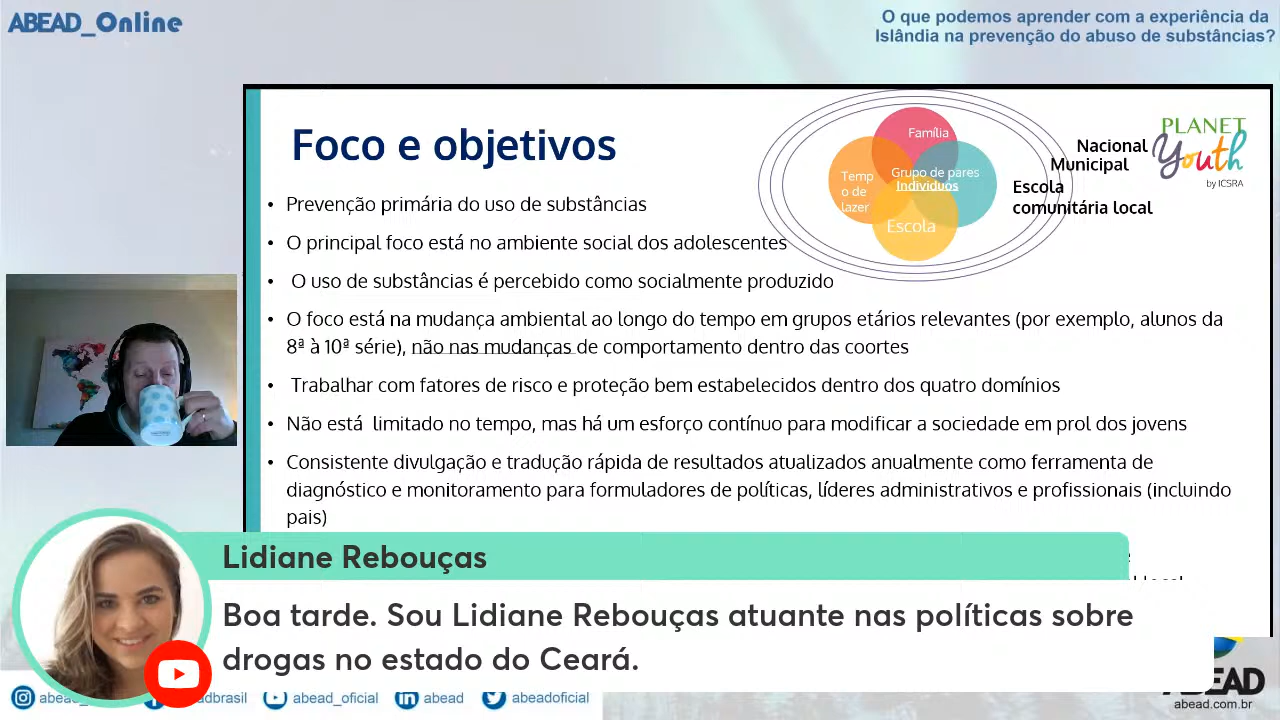 ABEAD_Online
O que podemos aprender com a experiência da
Islândia na prevenção do abuso de substâncias?
Foco e objetivos
Família
Grupo de pares
Individuos
Temp
o de
lazer
Escola
Nacional
Municipal
Escola
comunitária local
PLANET
Youth
by ICSRA
• Prevenção primária do uso de substâncias
• O principal foco está no ambiente social dos adolescentes
• O uso de substâncias é percebido como socialmente produzido
• O foco está na mudança ambiental ao longo do tempo em grupos etários relevantes (por exemplo, alunos da
8ª à 10ª série), não nas mudanças de comportamento dentro das coortes
• Trabalhar com fatores de risco e proteção bem estabelecidos dentro dos quatro domínios
• Não está limitado no tempo, mas há um esforço contínuo para modificar a sociedade em prol dos jovens
• Consistente divulgação e tradução rápida de resultados atualizados anualmente como ferramenta de
diagnóstico e monitoramento para formuladores de políticas, líderes administrativos e profissionais (incluindo
pais)
Lidiane Rebouças
Boa tarde. Sou Lidiane Rebouças atuante nas políticas sobre
drogas no estado do Ceará.
abead_oficial
abead
abeadoficial
ABEAD
abead.com.br